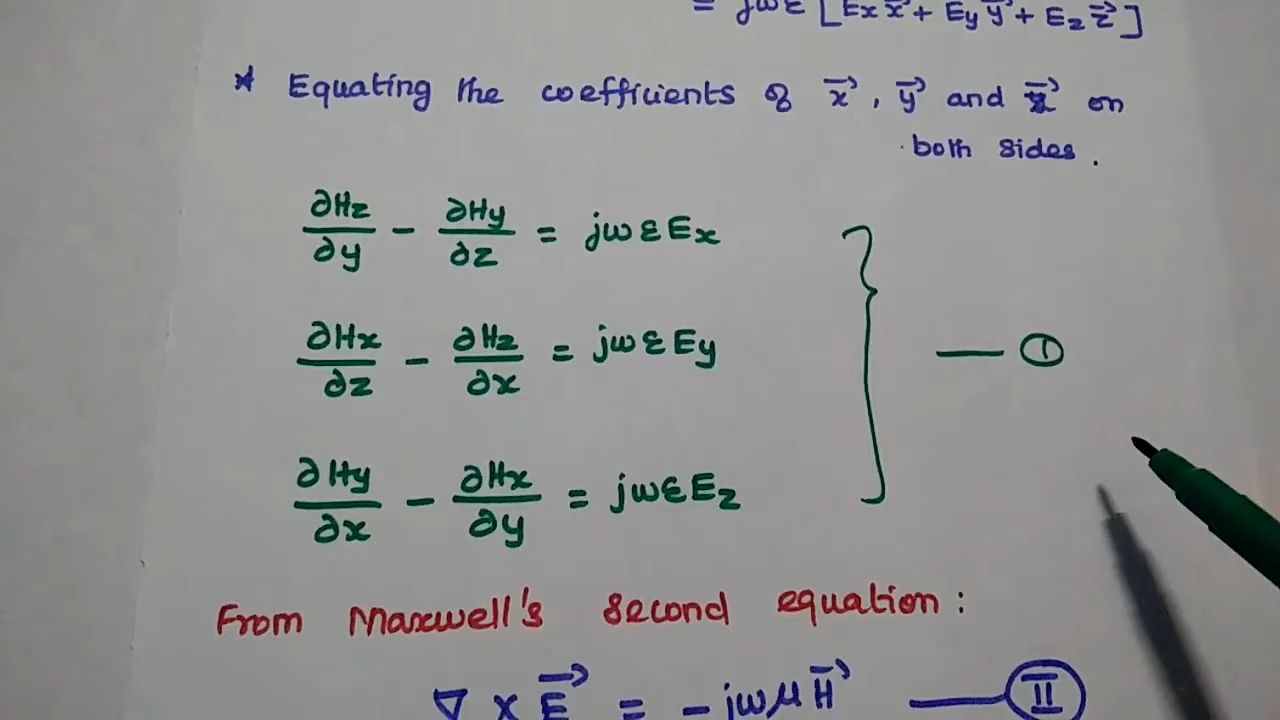 = jωε [Ex x⃗ + Ey y⃗ + Ez z⃗]
* Equating the coefficients of x⃗, y⃗ and z⃗ on
both sides.
∂Hz/∂y - ∂Hy/∂z = jωεEx
∂Hx/∂z - ∂Hz/∂x = jωεEy
∂Hy/∂x - ∂Hx/∂y = jωεEz
} — ①
From Maxwell's second equation:
∇ × E⃗ = -jωμH⃗ — Ⅱ